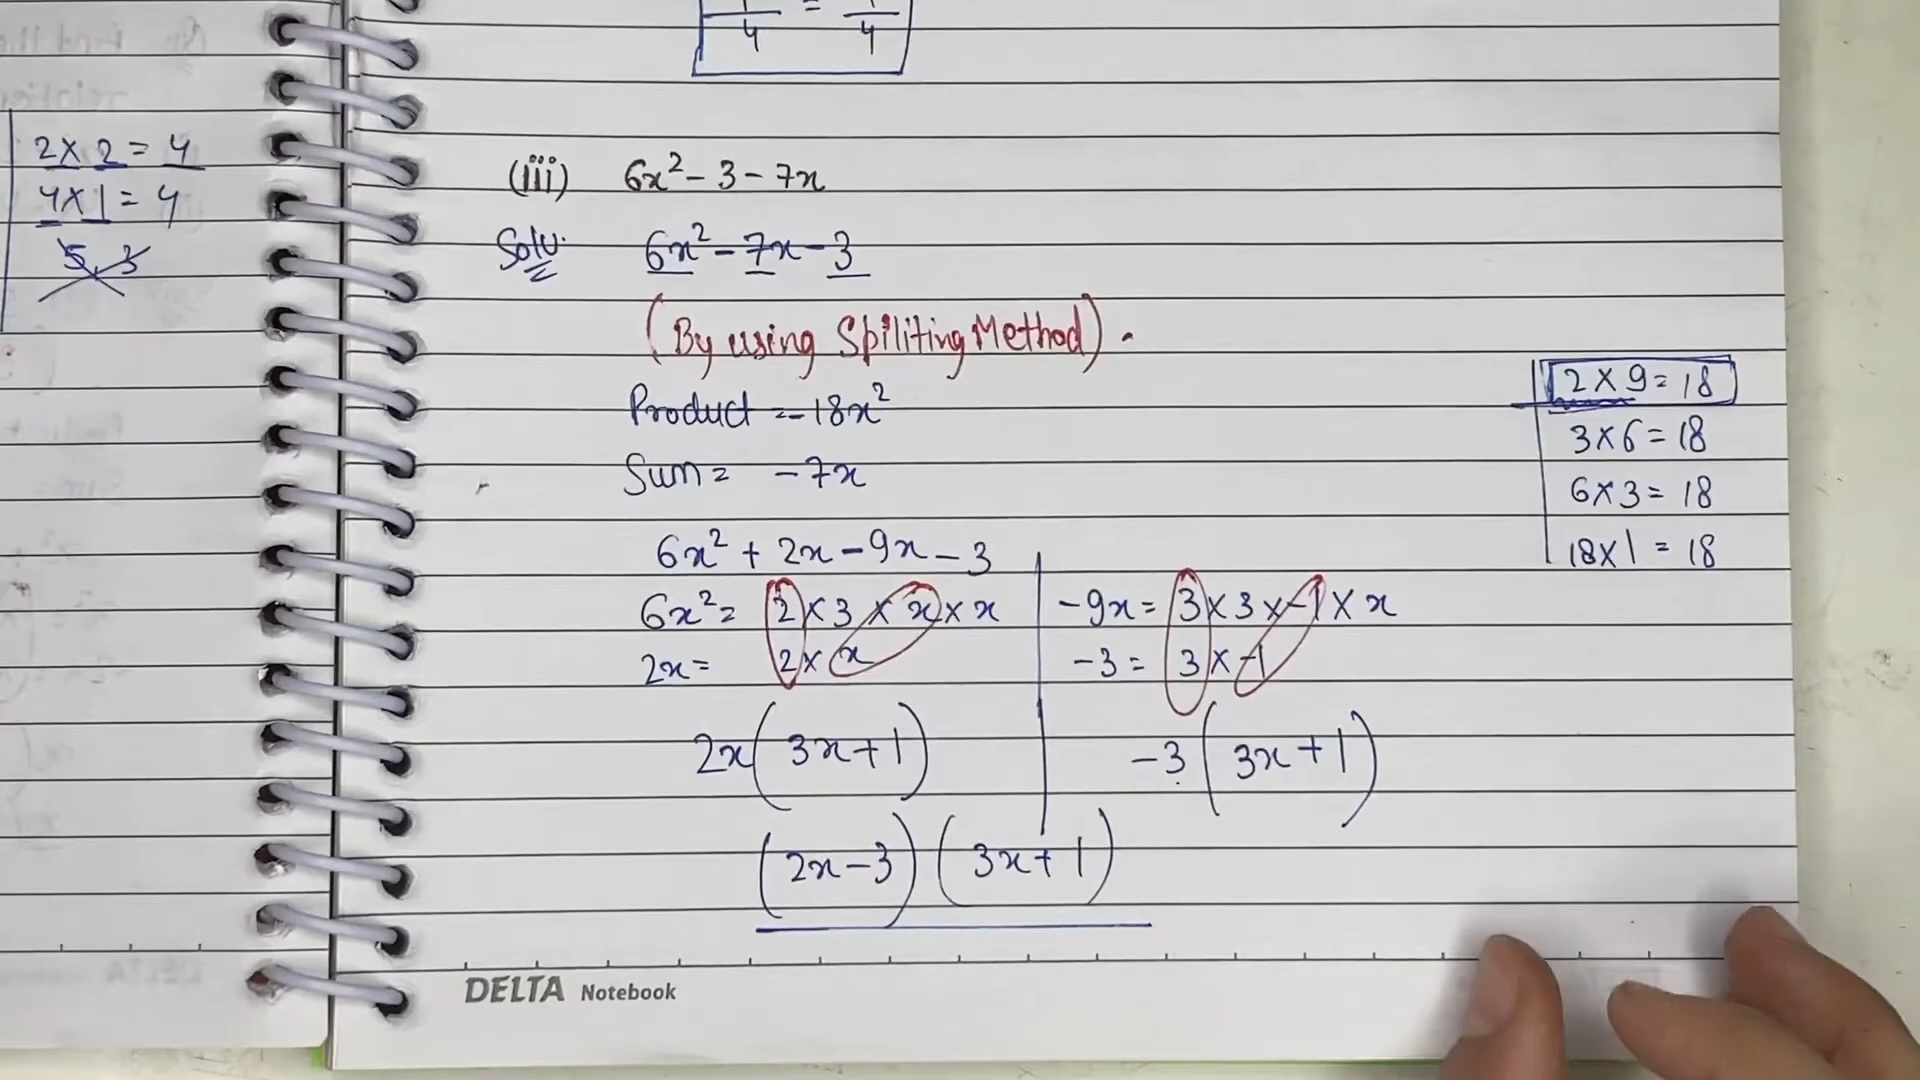 4 = 4
2 × 2 = 4
4 × 1 = 4
5 3
(iii) 6x² - 3 - 7x
Solu. 6x² - 7x - 3
(By using Spiliting Method).
Product = -18x²
Sum = -7x
2 × 9 = 18
3 × 6 = 18
6 × 3 = 18
18 × 1 = 18
6x² + 2x - 9x - 3
6x² = 2 × 3 × x × x
2x = 2 × x
-9x = 3 × 3 × -1 × x
-3 = 3 × -1
2x(3x+1)
-3(3x+1)
(2x-3)(3x+1)
DELTA Notebook